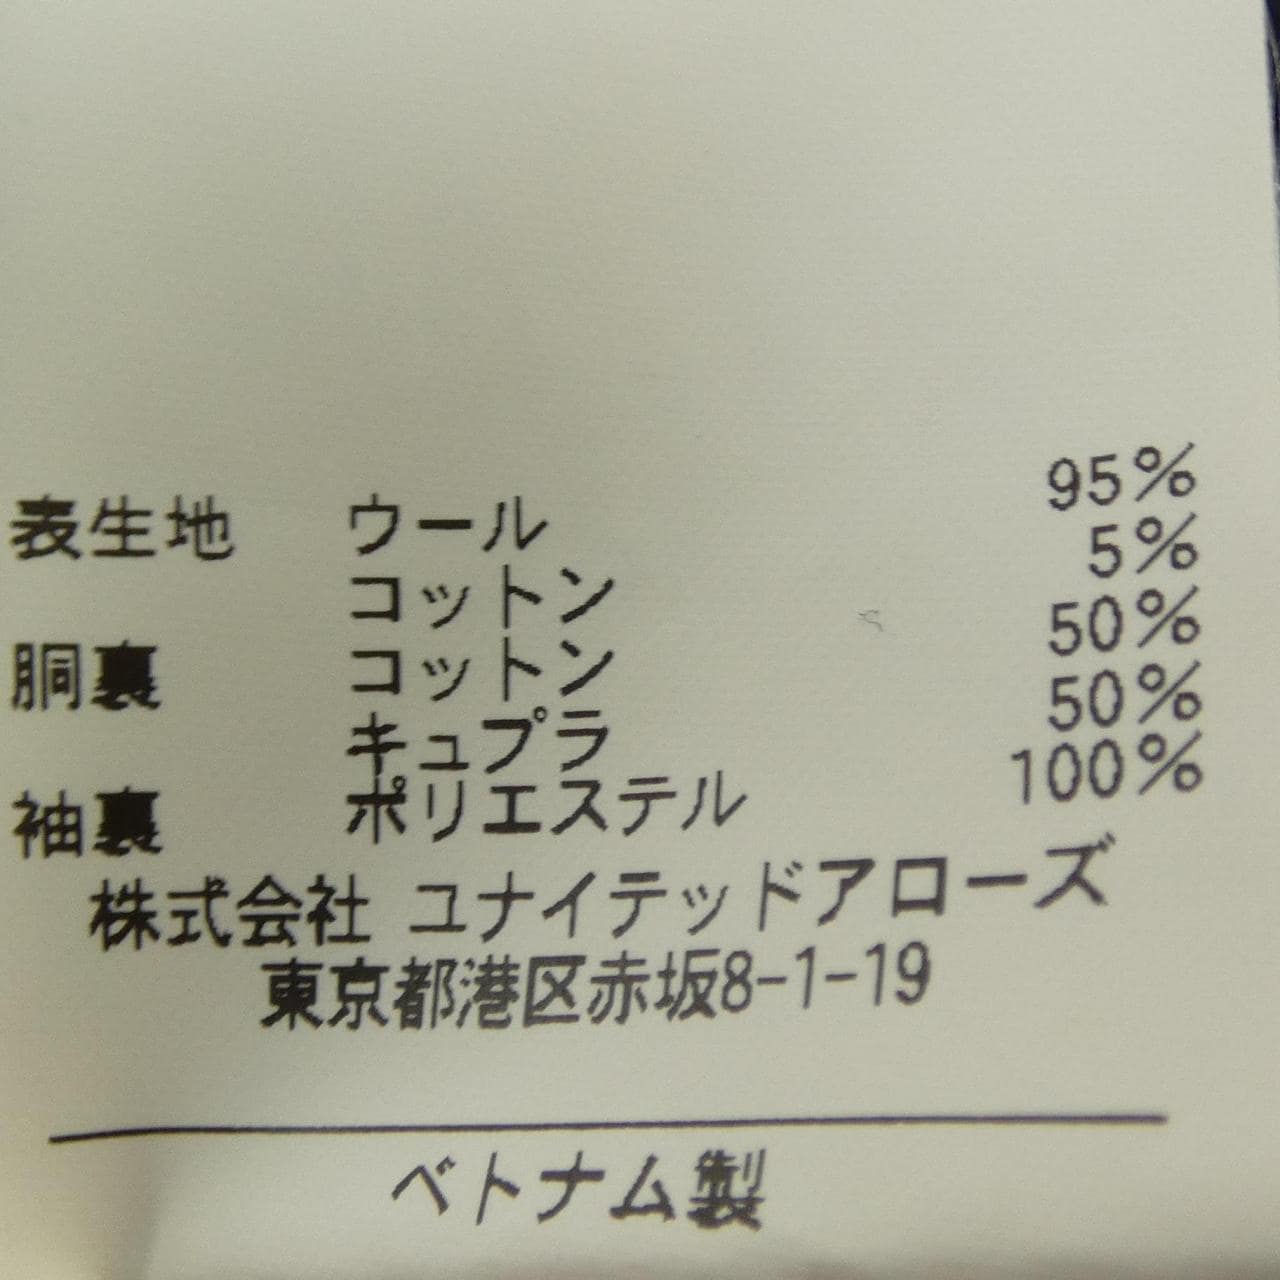 表生地 ウール 95%
コットン 5%
胴裏 コットン 50%
キュプラ 50%
袖裏 ポリエステル 100%
株式会社 ユナイテッドアローズ
東京都港区赤坂8-1-19
ベトナム製